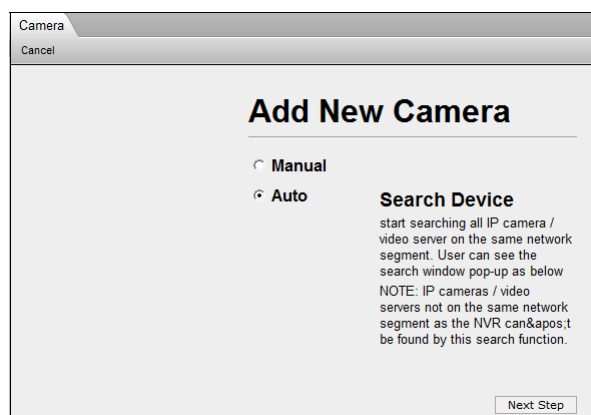 Camera
Cancel
Add New Camera
Manual
Auto
Search Device
start searching all IP camera /
video server on the same network
segment. User can see the
search window pop-up as below
NOTE: IP cameras / video
servers not on the same network
segment as the NVR can&apos;t
be found by this search function.
Next Step